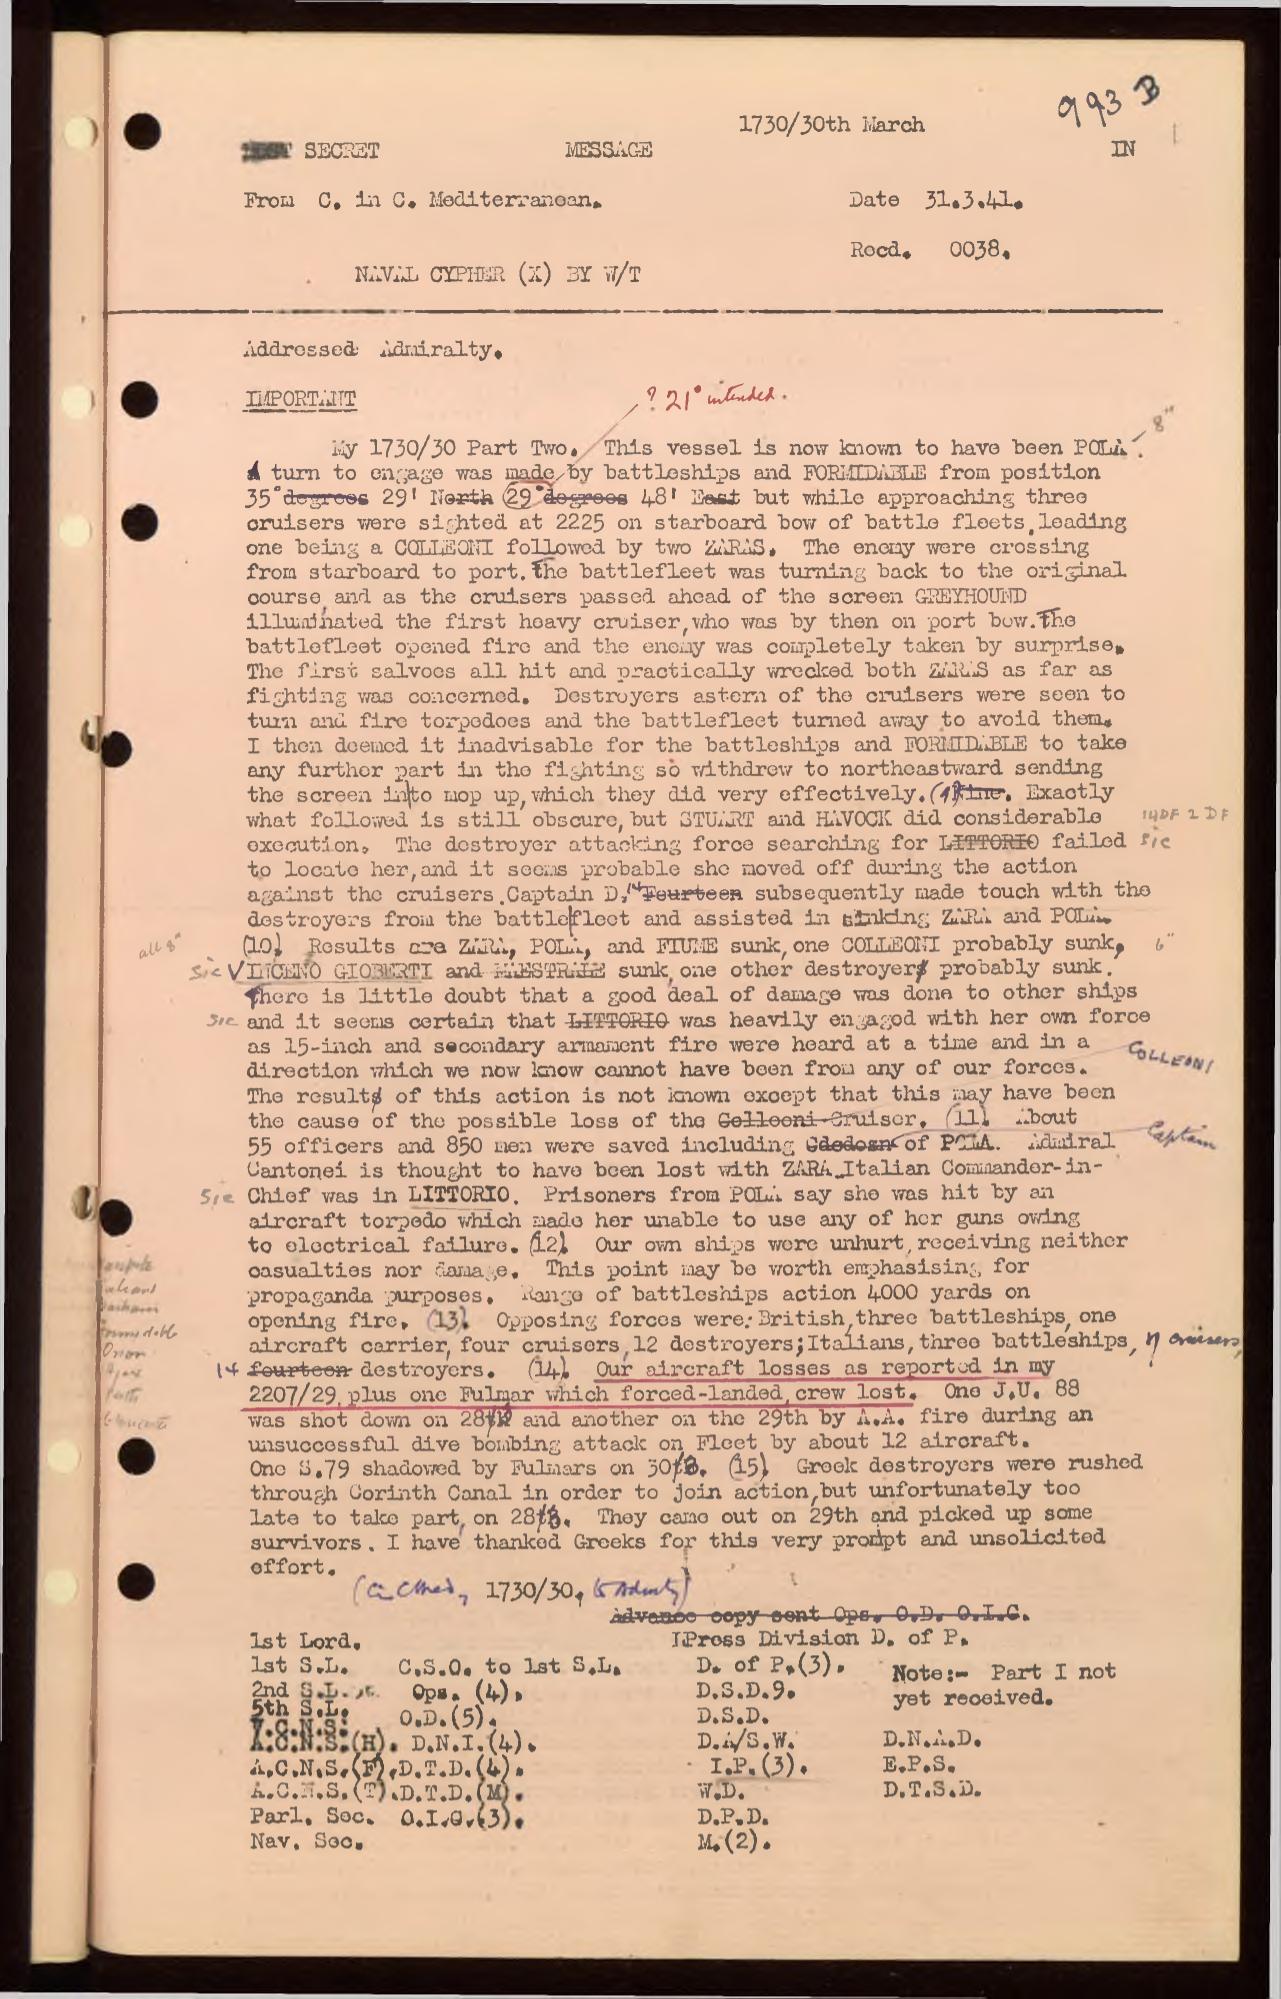 993 B
1730/30th March
SECRET MESSAGE IN
From C. in C. Mediterranean. Date 31.3.41.
Recd. 0038.
NAVAL CYPHER (X) BY W/T
Addressed Admiralty.
IMPORTANT
? 21° intended.
My 1730/30 Part Two. This vessel is now known to have been POLA. 8"
A turn to engage was made by battleships and FORMIDABLE from position
35° degrees 29' North 29° degrees 48' East but while approaching three
cruisers were sighted at 2225 on starboard bow of battle fleets, leading
one being a COLLEONI followed by two ZARAS. The enemy were crossing
from starboard to port. The battlefleet was turning back to the original
course, and as the cruisers passed ahead of the screen GREYHOUND
illuminated the first heavy cruiser, who was by then on port bow. The
battlefleet opened fire and the enemy was completely taken by surprise.
The first salvoes all hit and practically wrecked both ZARAS as far as
fighting was concerned. Destroyers astern of the cruisers were seen to
turn and fire torpedoes and the battlefleet turned away to avoid them.
I then deemed it inadvisable for the battleships and FORMIDABLE to take
any further part in the fighting so withdrew to northeastward sending
the screen in to mop up, which they did very effectively. (9) Exactly
what followed is still obscure, but STUART and HAVOCK did considerable 14DF 2 DF
execution. The destroyer attacking force searching for LITTORIO failed sic
to locate her, and it seems probable she moved off during the action
against the cruisers. Captain D. 14 Fourteen subsequently made touch with the
destroyers from the battlefleet and assisted in sinking ZARA and POLA.
all 8" (10) Results are ZARA, POLA, and FIUME sunk, one COLLEONI probably sunk, 6"
sic VINCENO GIOBERTI and MAESTRALE sunk, one other destroyers probably sunk.
There is little doubt that a good deal of damage was done to other ships
sic and it seems certain that LITTORIO was heavily engaged with her own force
as 15-inch and secondary armament fire were heard at a time and in a
direction which we now know cannot have been from any of our forces. COLLEONI
The results of this action is not known except that this may have been
the cause of the possible loss of the Colleoni Cruiser. (11) About
55 officers and 850 men were saved including of POLA. Admiral Captain
Cantonei is thought to have been lost with ZARA. Italian Commander-in-
sic Chief was in LITTORIO. Prisoners from POLA say she was hit by an
aircraft torpedo which made her unable to use any of her guns owing
to electrical failure. (12) Our own ships were unhurt, receiving neither
casualties nor damage. This point may be worth emphasising for
propaganda purposes. Range of battleships action 4000 yards on
opening fire. (13) Opposing forces were: British, three battleships, one
aircraft carrier, four cruisers, 12 destroyers; Italians, three battleships, 11 cruisers,
14 fourteen destroyers. (14) Our aircraft losses as reported in my
2207/29, plus one Fulmar which forced-landed, crew lost. One J.U. 88
was shot down on 28th and another on the 29th by A.A. fire during an
unsuccessful dive bombing attack on Fleet by about 12 aircraft.
One S.79 shadowed by Fulmars on 30/3. (15) Greek destroyers were rushed
through Corinth Canal in order to join action, but unfortunately too
late to take part, on 28/3. They came out on 29th and picked up some
survivors. I have thanked Greeks for this very prompt and unsolicited
effort.
Formidable
Orion
(C in C Med, 1730/30, to Admty)
Advance copy sent Ops. O.D. O.I.C.
1st Lord. Press Division D. of P.
1st S.L. C.S.O. to 1st S.L. D. of P.(3). Note:- Part I not
2nd S.L. Ops. (4). D.S.D.9. yet received.
5th S.L. O.D.(5). D.S.D.
V.C.N.S.
A.C.N.S.(H). D.N.I.(4). D.A/S.W. D.N.A.D.
A.C.N.S.(F). D.T.D.(4). I.P.(3). E.P.S.
A.C.N.S.(T). D.T.D.(M). W.D. D.T.S.D.
Parl. Sec. O.I.C.(3). D.P.D.
Nav. Sec. M.(2).